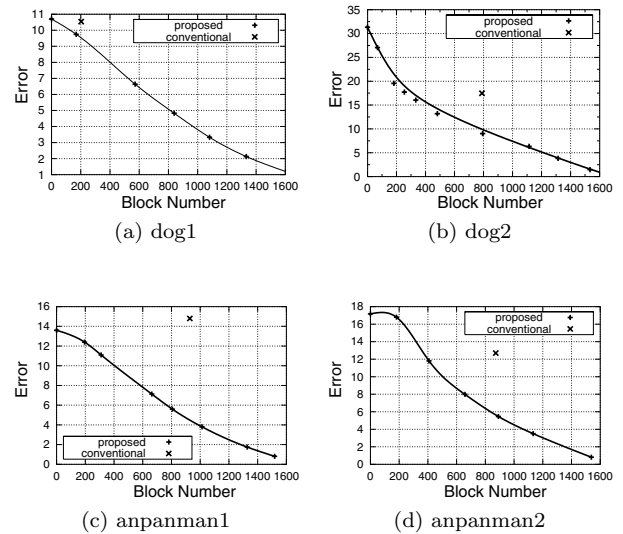 11
10
9
8
7
6
5
4
3
2
1
Error
proposed
conventional
0 200 400 600 800 1000 1200 1400 1600
Block Number
(a) dog1
35
30
25
20
15
10
5
0
Error
proposed
conventional
0 200 400 600 800 1000 1200 1400 1600
Block Number
(b) dog2
16
14
12
10
8
6
4
2
0
Error
proposed
conventional
0 200 400 600 800 1000 1200 1400 1600
Block Number
(c) anpanman1
18
16
14
12
10
8
6
4
2
0
Error
proposed
conventional
0 200 400 600 800 1000 1200 1400 1600
Block Number
(d) anpanman2